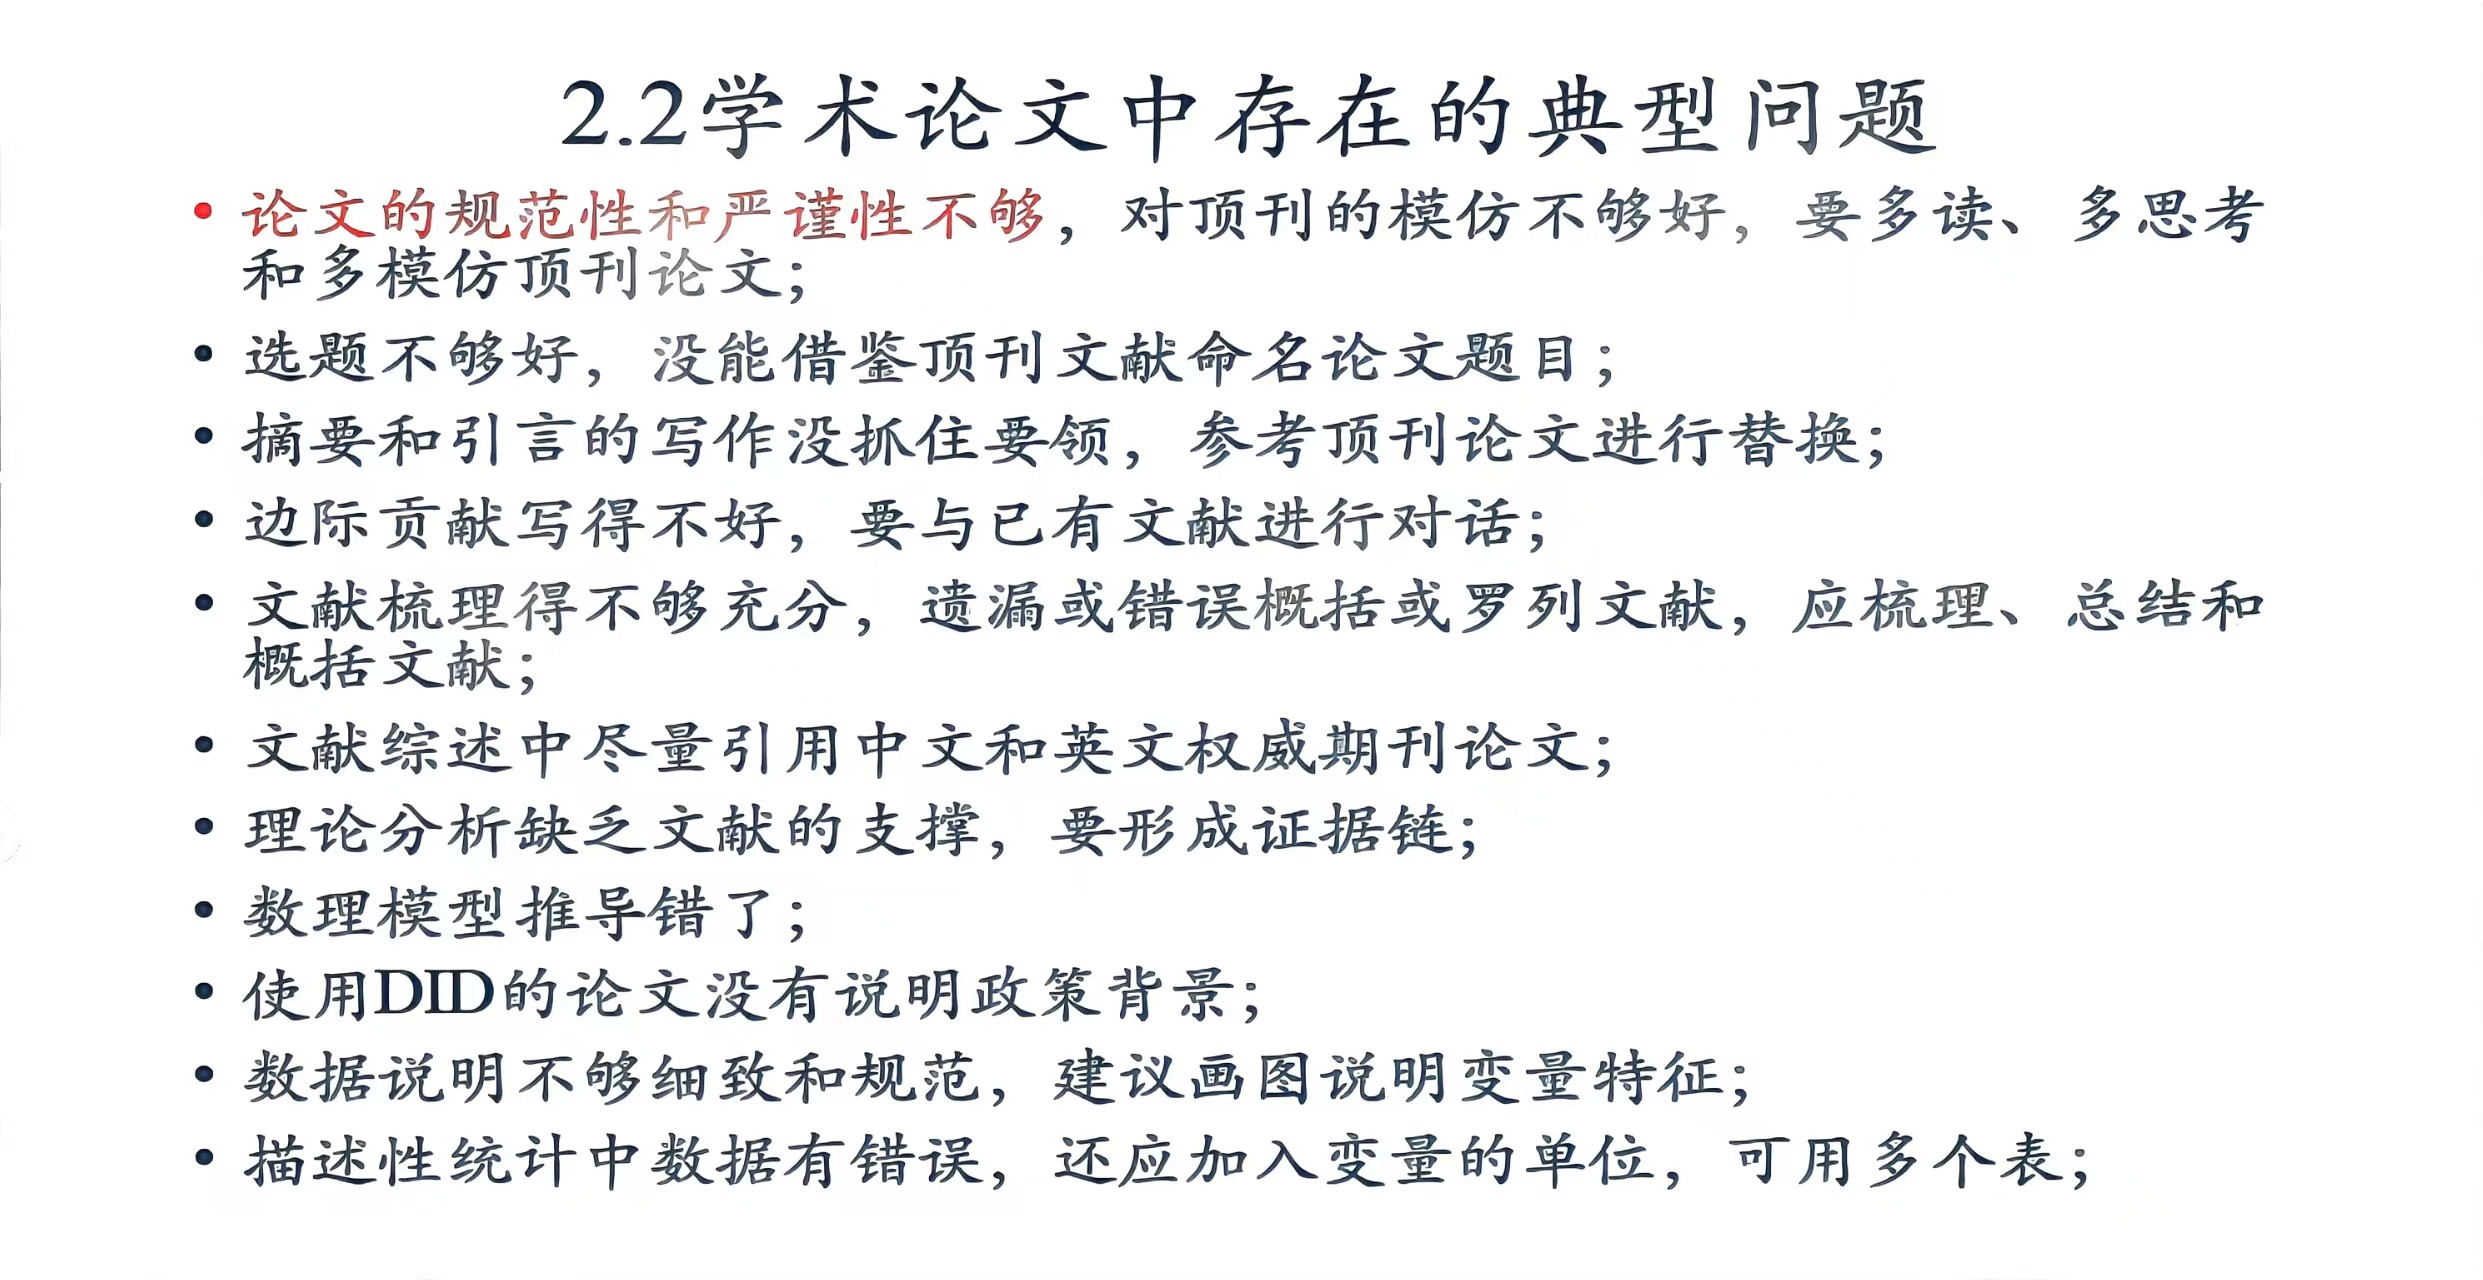 2.2学术论文中存在的典型问题
• 论文的规范性和严谨性不够，对顶刊的模仿不够好，要多读、多思考
和多模仿顶刊论文；
• 选题不够好，没能借鉴顶刊文献命名论文题目；
• 摘要和引言的写作没抓住要领，参考顶刊论文进行替换；
• 边际贡献写得不好，要与已有文献进行对话；
• 文献梳理得不够充分，遗漏或错误概括或罗列文献，应梳理、总结和
概括文献；
• 文献综述中尽量引用中文和英文权威期刊论文；
• 理论分析缺乏文献的支撑，要形成证据链；
• 数理模型推导错了；
• 使用DID的论文没有说明政策背景；
• 数据说明不够细致和规范，建议画图说明变量特征；
• 描述性统计中数据有错误，还应加入变量的单位，可用多个表；